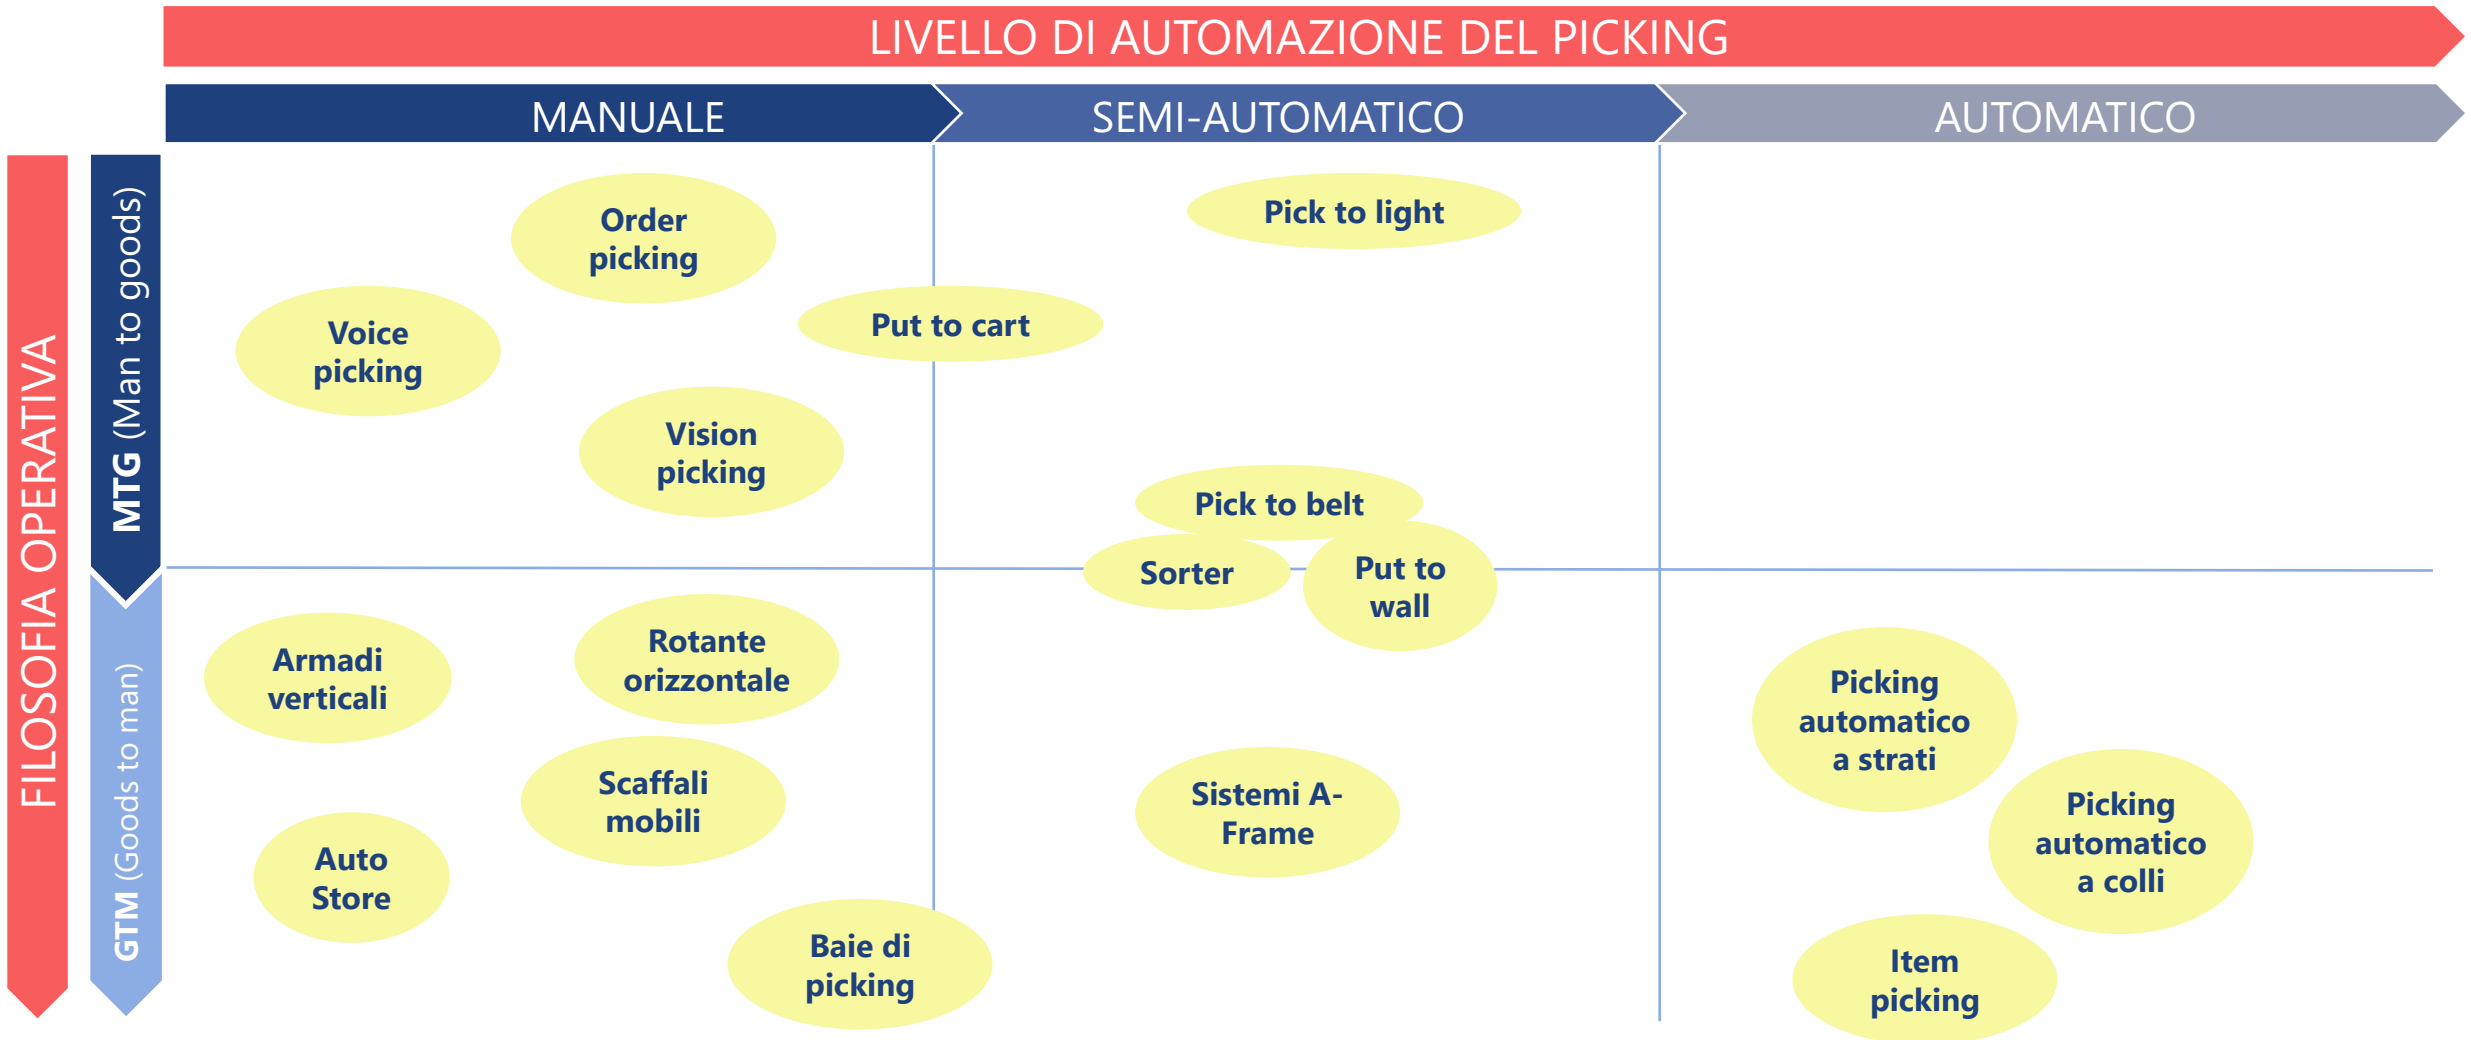 LIVELLO DI AUTOMAZIONE DEL PICKING
MANUALE
SEMI-AUTOMATICO
AUTOMATICO
FILOSOFIA OPERATIVA
MTG (Man to goods)
GTM (Goods to man)
Order
picking
Voice
picking
Vision
picking
Put to cart
Pick to light
Pick to belt
Sorter
Put to
wall
Armadi
verticali
Rotante
orizzontale
Scaffali
mobili
Auto
Store
Baie di
picking
Sistemi A-
Frame
Picking
automatico
a strati
Picking
automatico
a colli
Item
picking